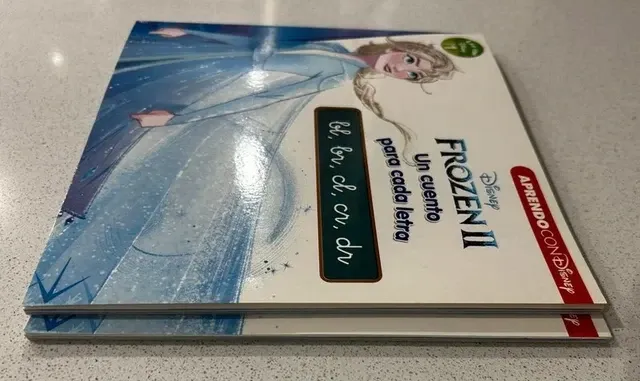 APRENDO CON DISNEY
DISNEY
FROZEN II
Un cuento
para cada letra
bl, br, cl, cr, dr